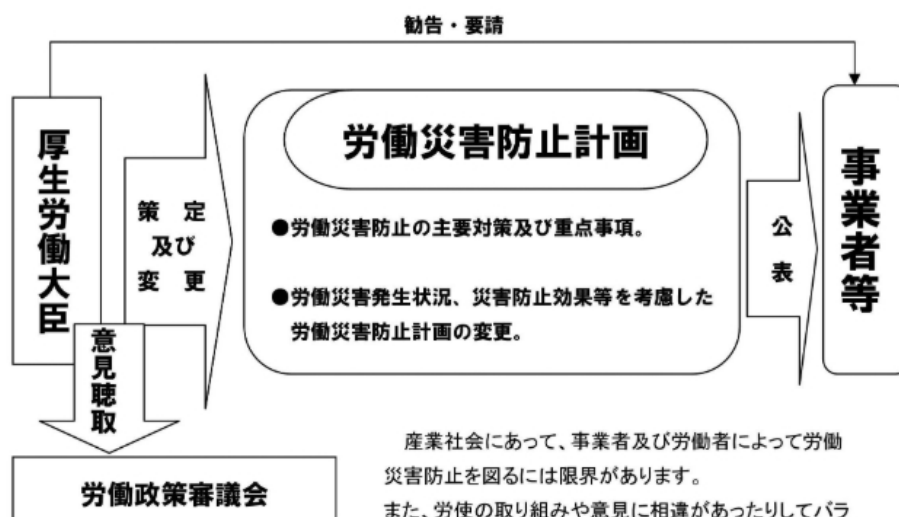 勧告・要請
厚生労働大臣
策定
及び
変更
労働災害防止計画
●労働災害防止の主要対策及び重点事項。
●労働災害発生状況、災害防止効果等を考慮した
労働災害防止計画の変更。
公表
事業者等
意見聴取
労働政策審議会
産業社会にあって、事業者及び労働者によって労働
災害防止を図るには限界があります。
また、労使の取り組みや意見に相違があったりしてバラ